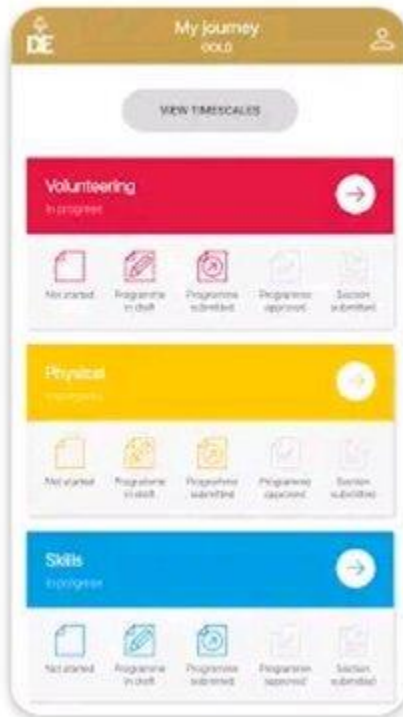 My journey
GOLD
DE
VIEW TIMESCALES
Volunteering
In progress
Not started Programme in draft Programme submitted Programme approved Section submitted
Physical
In progress
Not started Programme in draft Programme submitted Programme approved Section submitted
Skills
In progress
Not started Programme in draft Programme submitted Programme approved Section submitted